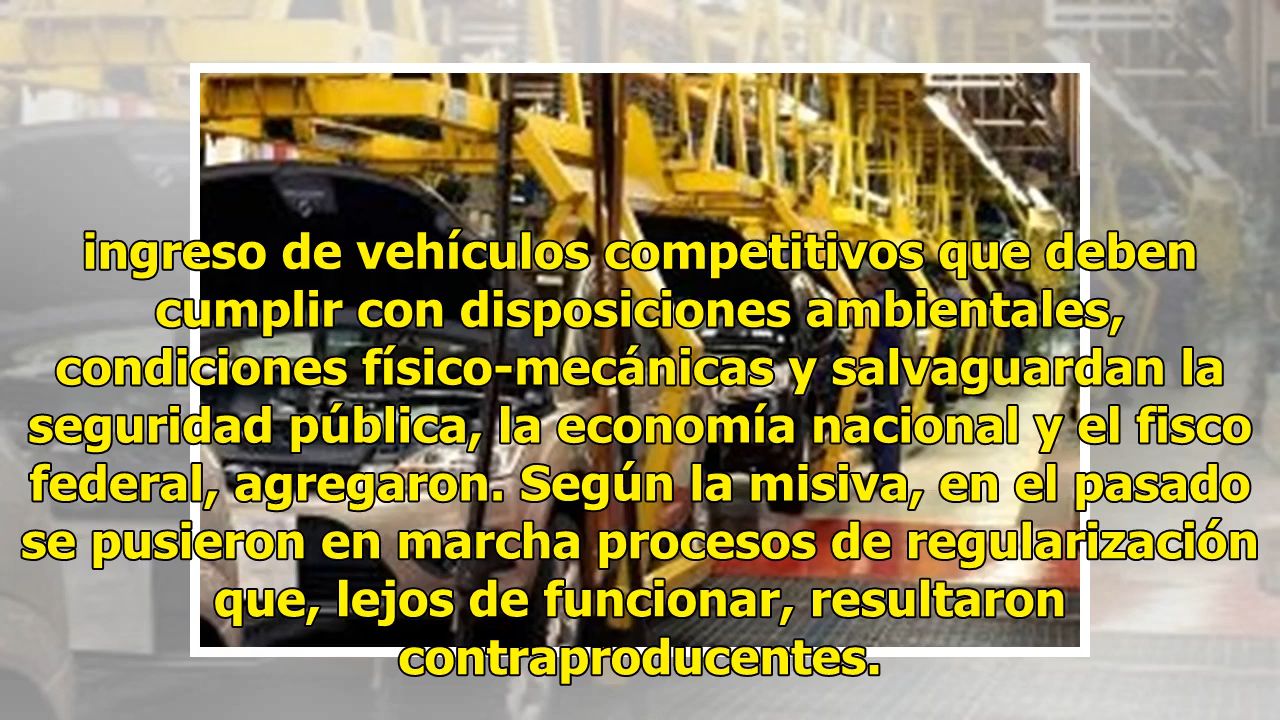 ingreso de vehículos competitivos que deben
cumplir con disposiciones ambientales,
condiciones físico-mecánicas y salvaguardan la
seguridad pública, la economía nacional y el fisco
federal, agregaron. Según la misiva, en el pasado
se pusieron en marcha procesos de regularización
que, lejos de funcionar, resultaron
contraproducentes.